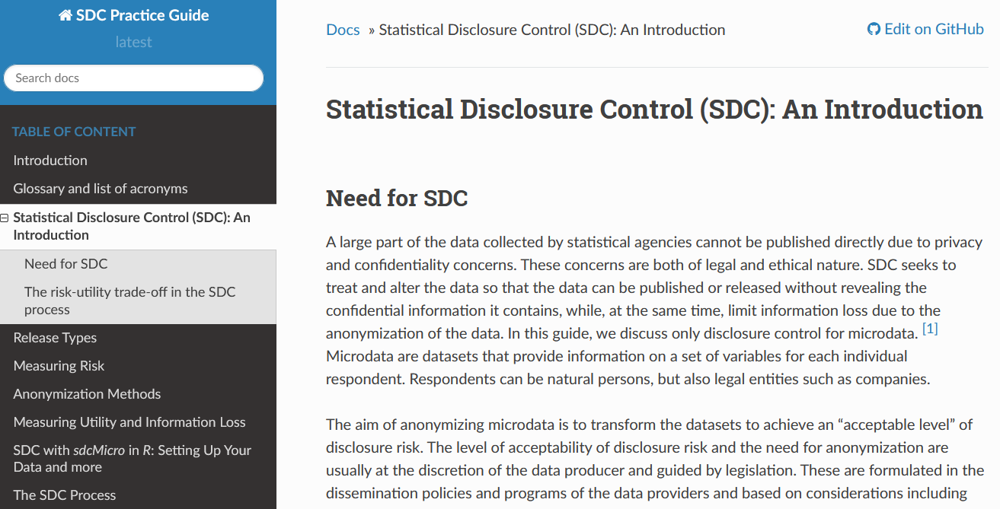 SDC Practice Guide
latest
Search docs
TABLE OF CONTENT
Introduction
Glossary and list of acronyms
Statistical Disclosure Control (SDC): An
Introduction
Need for SDC
The risk-utility trade-off in the SDC
process
Release Types
Measuring Risk
Anonymization Methods
Measuring Utility and Information Loss
SDC with sdcMicro in R: Setting Up Your
Data and more
The SDC Process
Docs » Statistical Disclosure Control (SDC): An Introduction
Edit on GitHub
Statistical Disclosure Control (SDC): An Introduction
Need for SDC
A large part of the data collected by statistical agencies cannot be published directly due to privacy
and confidentiality concerns. These concerns are both of legal and ethical nature. SDC seeks to
treat and alter the data so that the data can be published or released without revealing the
confidential information it contains, while, at the same time, limit information loss due to the
anonymization of the data. In this guide, we discuss only disclosure control for microdata. [1]
Microdata are datasets that provide information on a set of variables for each individual
respondent. Respondents can be natural persons, but also legal entities such as companies.
The aim of anonymizing microdata is to transform the datasets to achieve an “acceptable level” of
disclosure risk. The level of acceptability of disclosure risk and the need for anonymization are
usually at the discretion of the data producer and guided by legislation. These are formulated in the
dissemination policies and programs of the data providers and based on considerations including